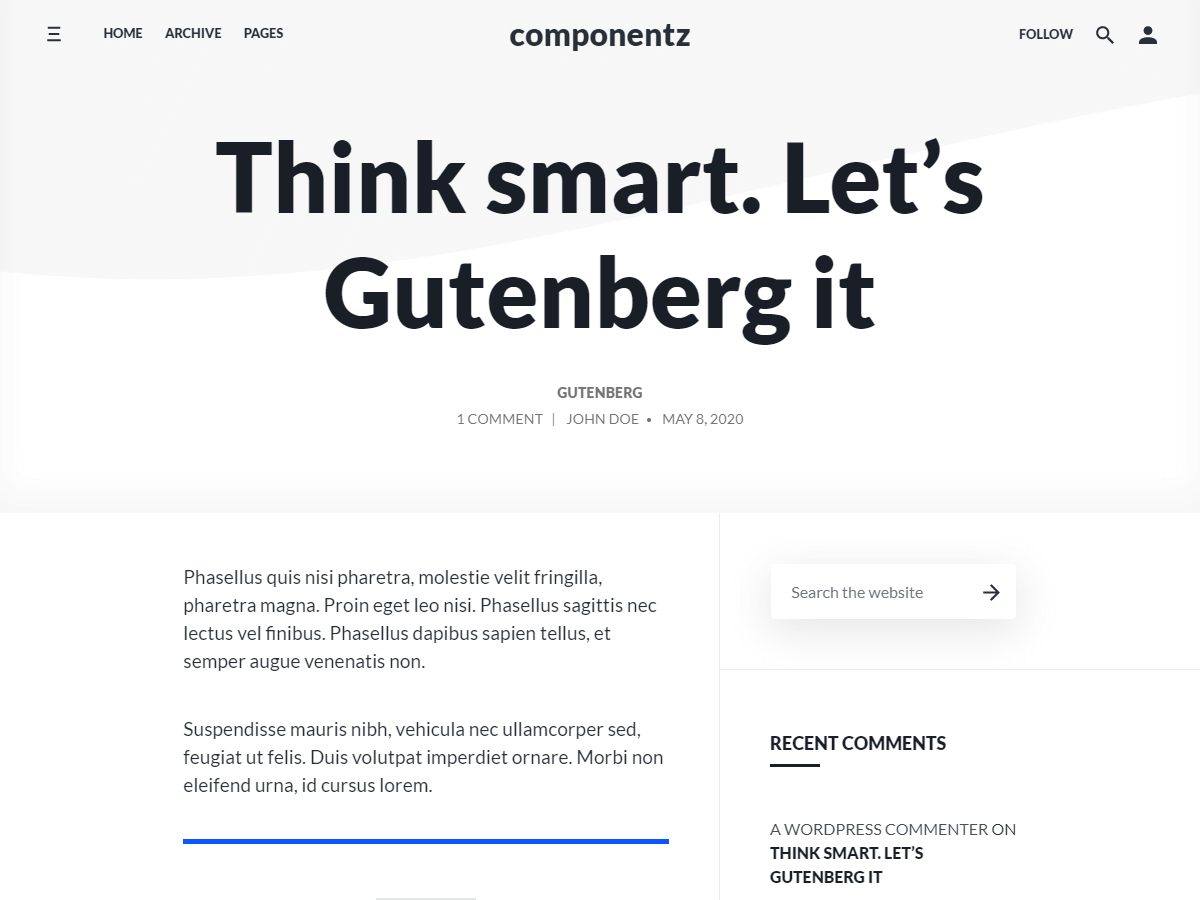 HOME ARCHIVE PAGES componentz FOLLOW
Think smart. Let’s
Gutenberg it
GUTENBERG
1 COMMENT | JOHN DOE • MAY 8, 2020
Phasellus quis nisi pharetra, molestie velit fringilla,
pharetra magna. Proin eget leo nisi. Phasellus sagittis nec
lectus vel finibus. Phasellus dapibus sapien tellus, et
semper augue venenatis non.
Suspendisse mauris nibh, vehicula nec ullamcorper sed,
feugiat ut felis. Duis volutpat imperdiet ornare. Morbi non
eleifend urna, id cursus lorem.
Search the website
RECENT COMMENTS
A WORDPRESS COMMENTER ON
THINK SMART. LET’S
GUTENBERG IT